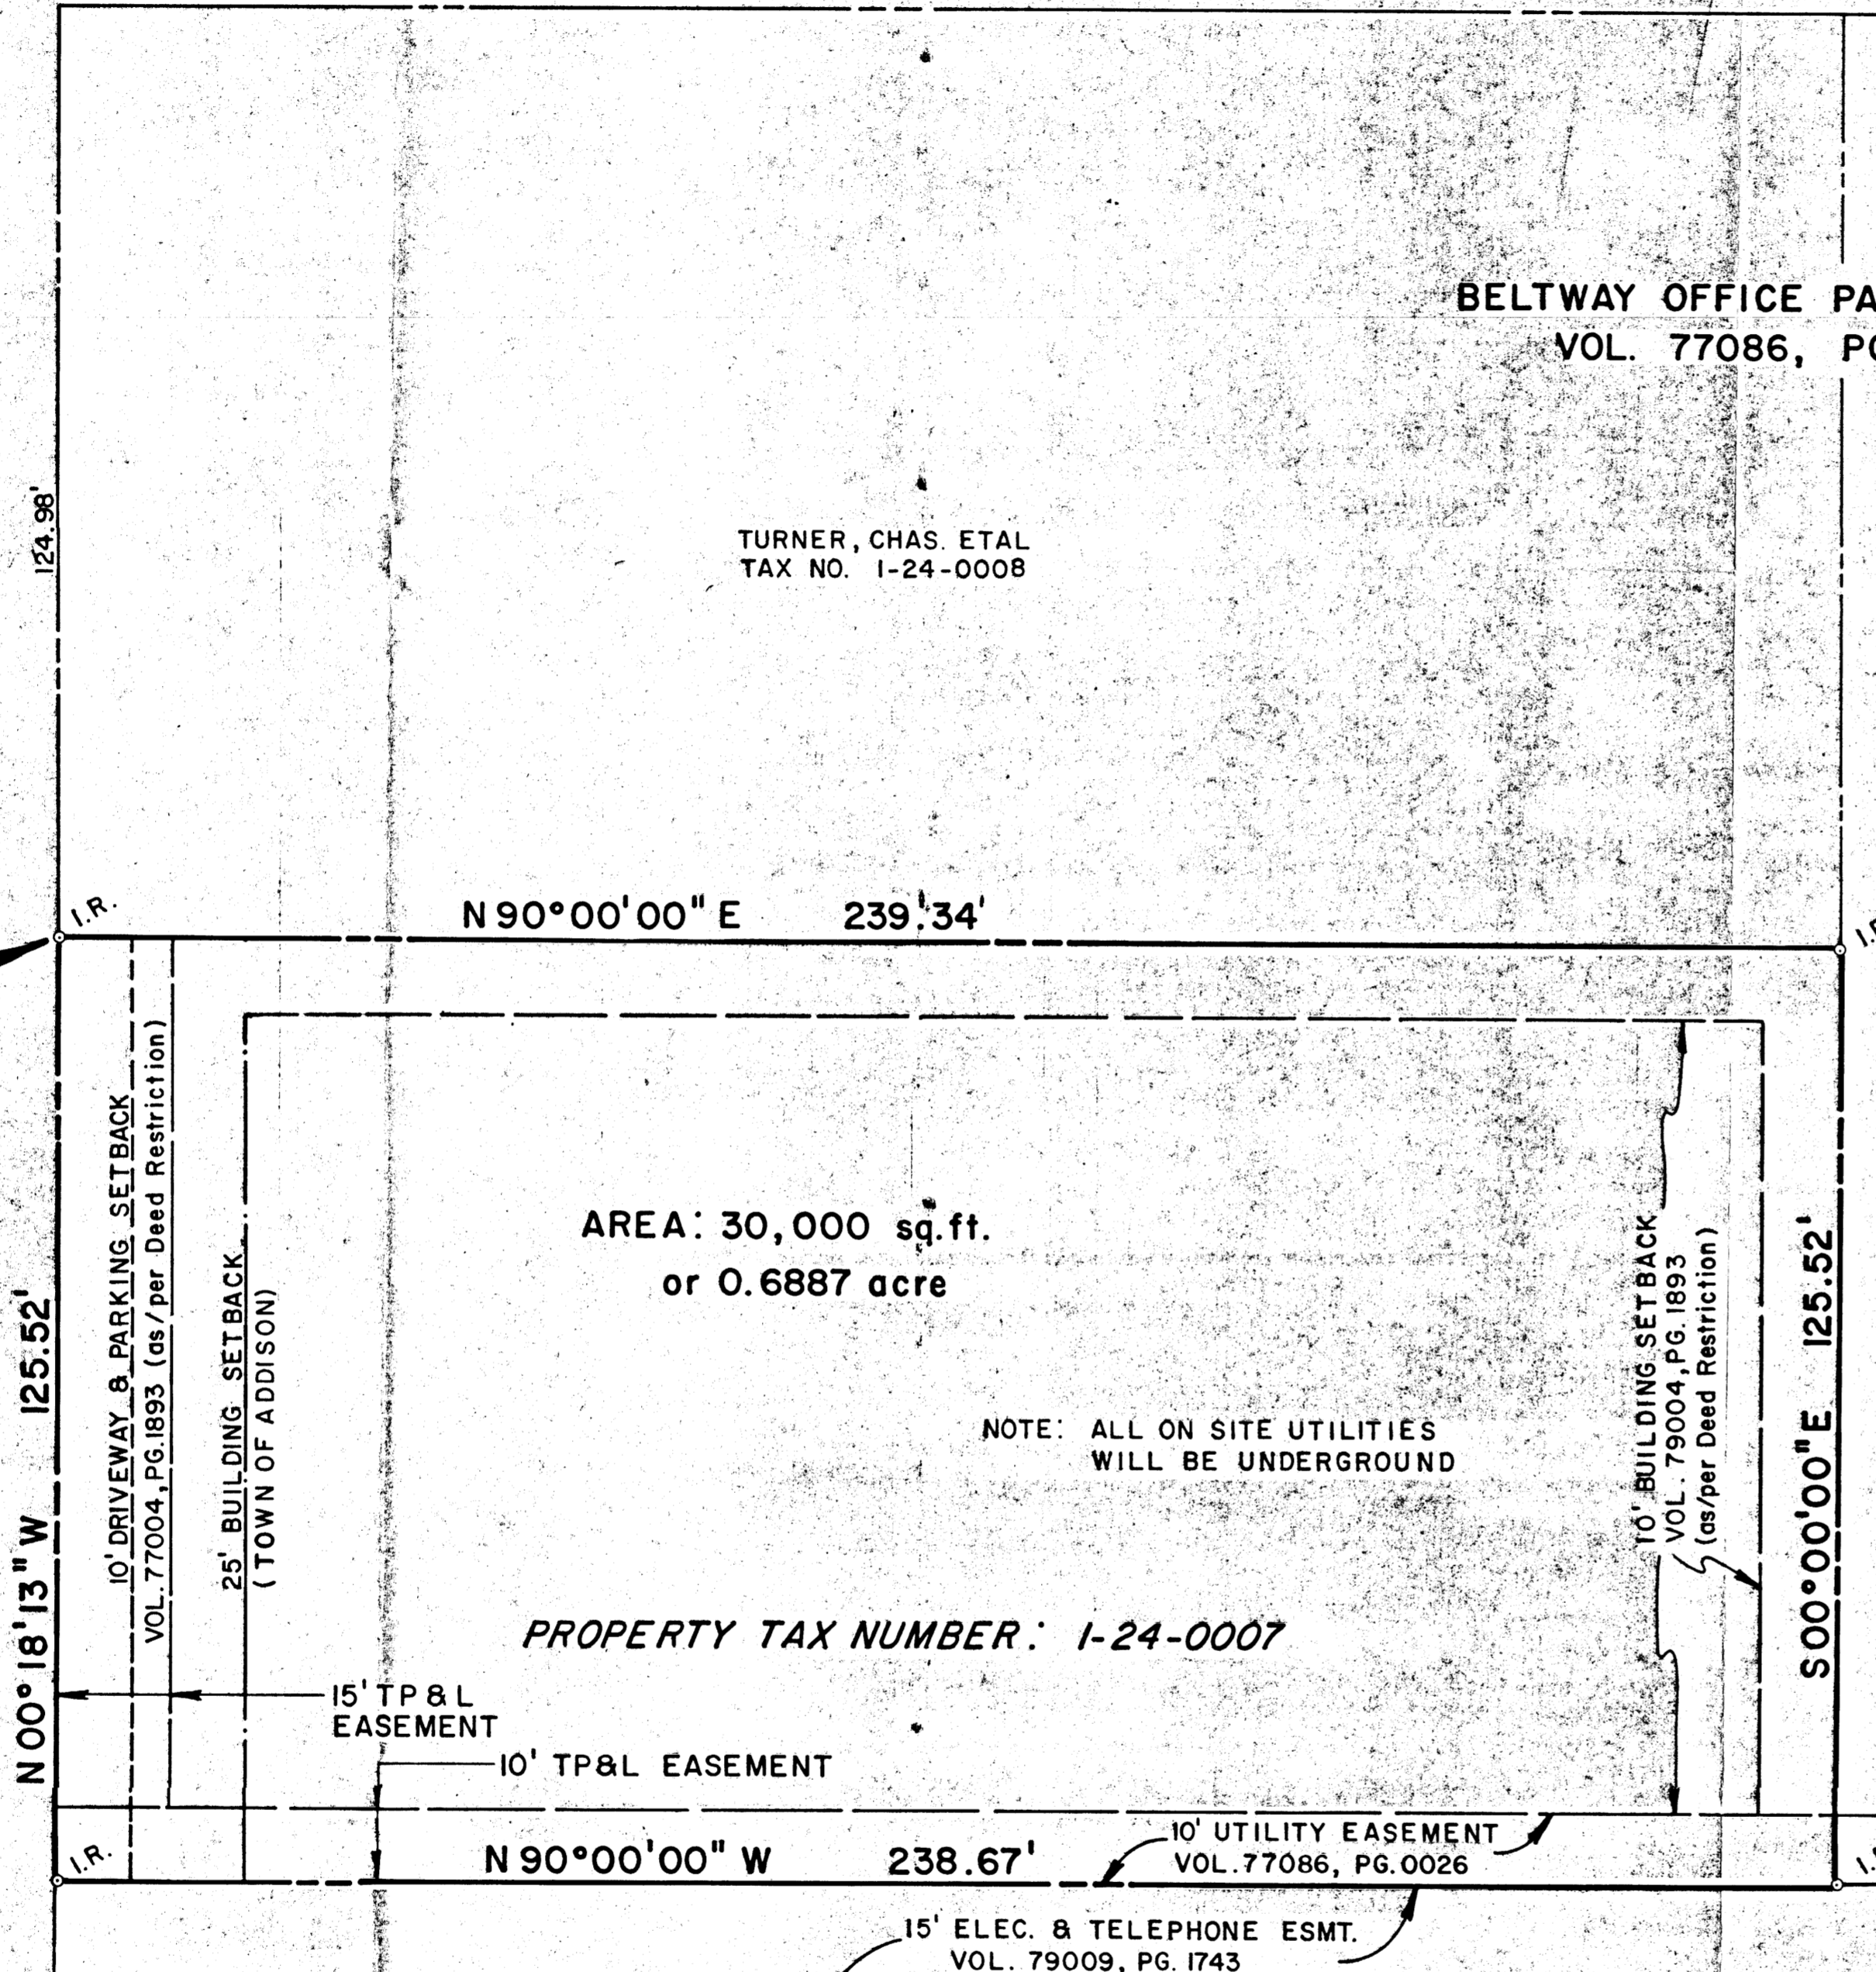 BELTWAY OFFICE PA
VOL. 77086, PG
124.98'
TURNER, CHAS. ETAL
TAX NO. 1-24-0008
I.R.
N 90°00'00" E 239.34'
I.R
10' DRIVEWAY & PARKING SETBACK
VOL. 77004, PG.1893 (as/per Deed Restriction)
25' BUILDING SETBACK
(TOWN OF ADDISON)
AREA: 30,000 sq.ft.
or 0.6887 acre
10' BUILDING SETBACK
VOL. 79004, PG. 1893
(as/per Deed Restriction)
S 00°00'00" E 125.52'
N 00°18'13" W 125.52'
NOTE: ALL ON SITE UTILITIES
WILL BE UNDERGROUND
PROPERTY TAX NUMBER: 1-24-0007
15' TP & L
EASEMENT
10' TP&L EASEMENT
10' UTILITY EASEMENT
VOL.77086, PG.0026
I.R.
N 90°00'00" W 238.67'
15' ELEC. & TELEPHONE ESMT.
VOL. 79009, PG. 1743